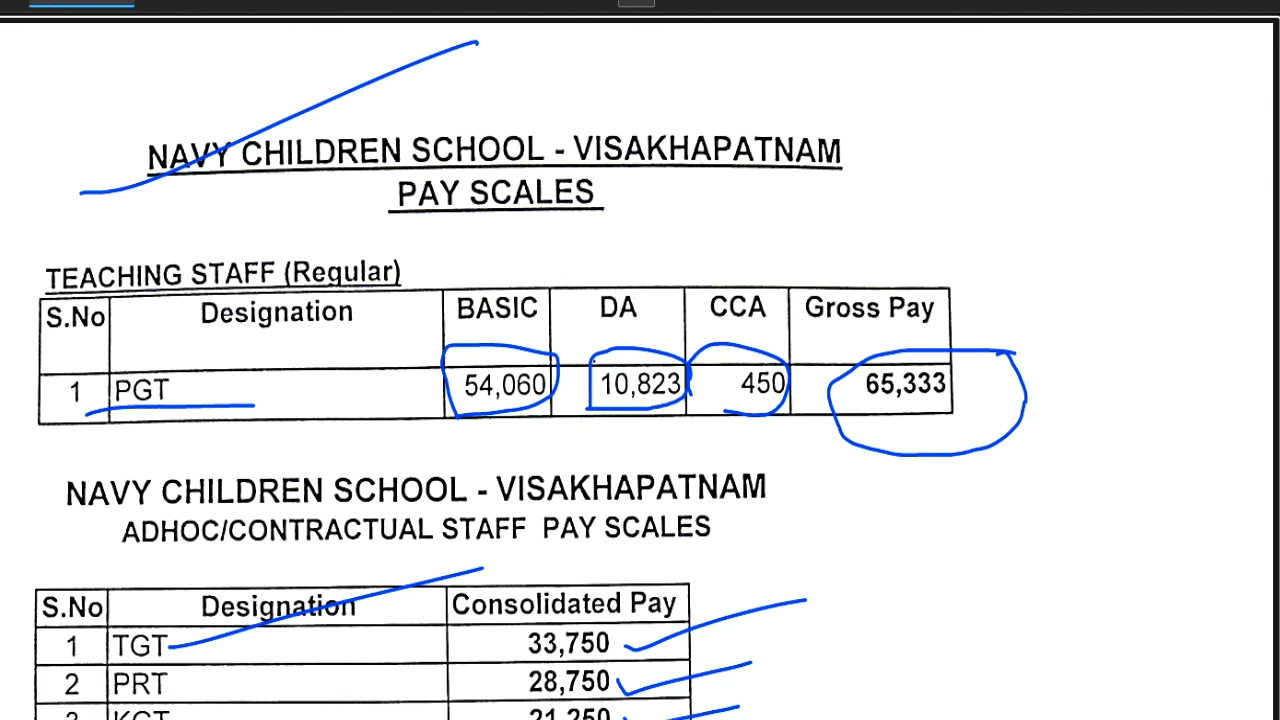 NAVY CHILDREN SCHOOL - VISAKHAPATNAM
PAY SCALES
TEACHING STAFF (Regular)
S.No Designation BASIC DA CCA Gross Pay
1 PGT 54,060 10,823 450 65,333
NAVY CHILDREN SCHOOL - VISAKHAPATNAM
ADHOC/CONTRACTUAL STAFF PAY SCALES
S.No Designation Consolidated Pay
1 TGT 33,750
2 PRT 28,750
21,250